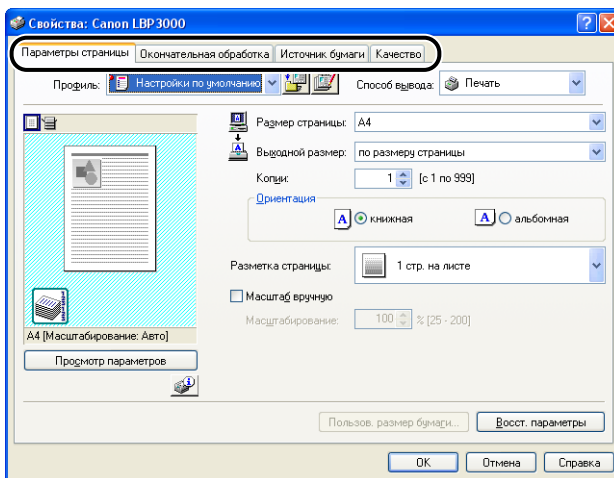 Свойства: Canon LBP3000
Параметры страницы Окончательная обработка Источник бумаги Качество
Профиль: Настройки по умолчанию Способ вывода: Печать
Размер страницы: A4
Выходной размер: по размеру страницы
Копии: 1 [с 1 по 999]
Ориентация
A книжная A альбомная
Разметка страницы: 1 стр. на листе
Масштаб вручную
Масштабирование: 100 % [25 - 200]
A4 [Масштабирование: Авто]
Просмотр параметров
Пользов. размер бумаги... Восст. параметры
OK Отмена Справка